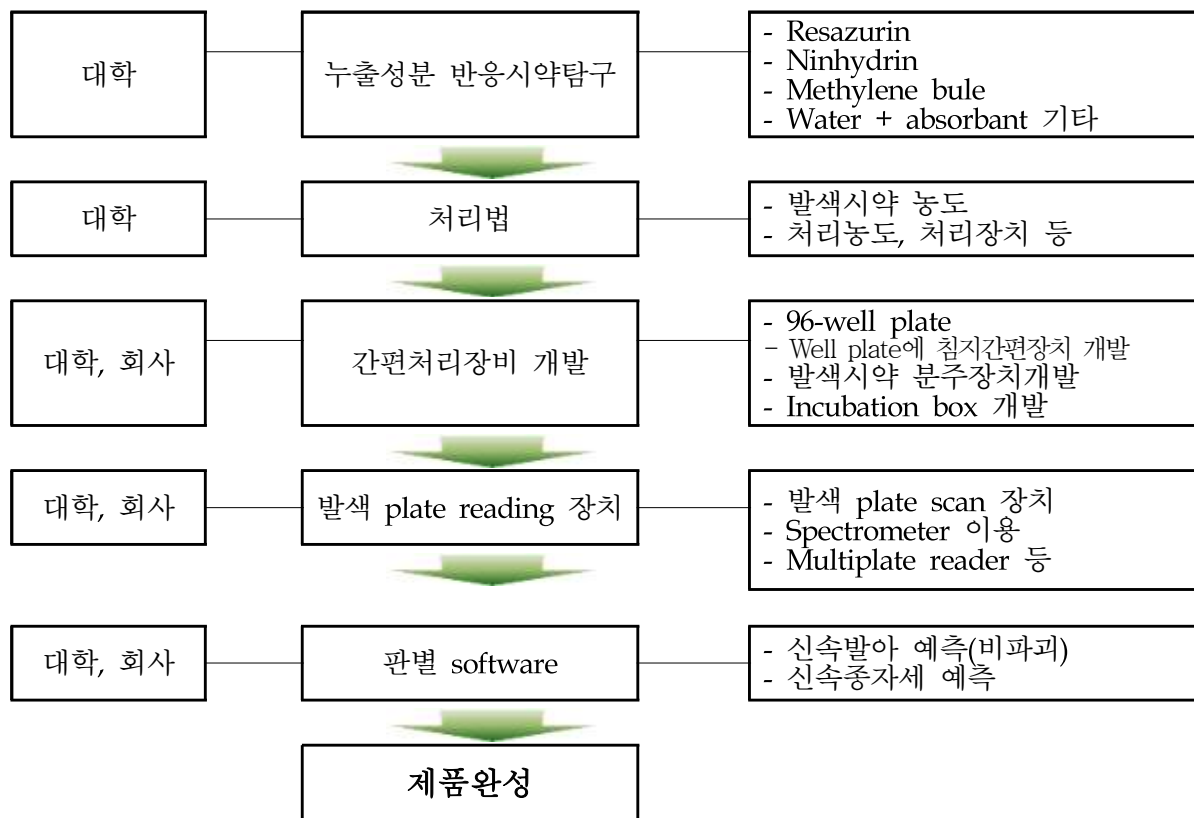 대학
누출성분 반응시약탐구
- Resazurin
- Ninhydrin
- Methylene bule
- Water + absorbant 기타
대학
처리법
- 발색시약 농도
- 처리농도, 처리장치 등
대학, 회사
간편처리장비 개발
- 96-well plate
- Well plate에 침지간편장치 개발
- 발색시약 분주장치개발
- Incubation box 개발
대학, 회사
발색 plate reading 장치
- 발색 plate scan 장치
- Spectrometer 이용
- Multiplate reader 등
대학, 회사
판별 software
- 신속발아 예측(비파괴)
- 신속종자세 예측
제품완성